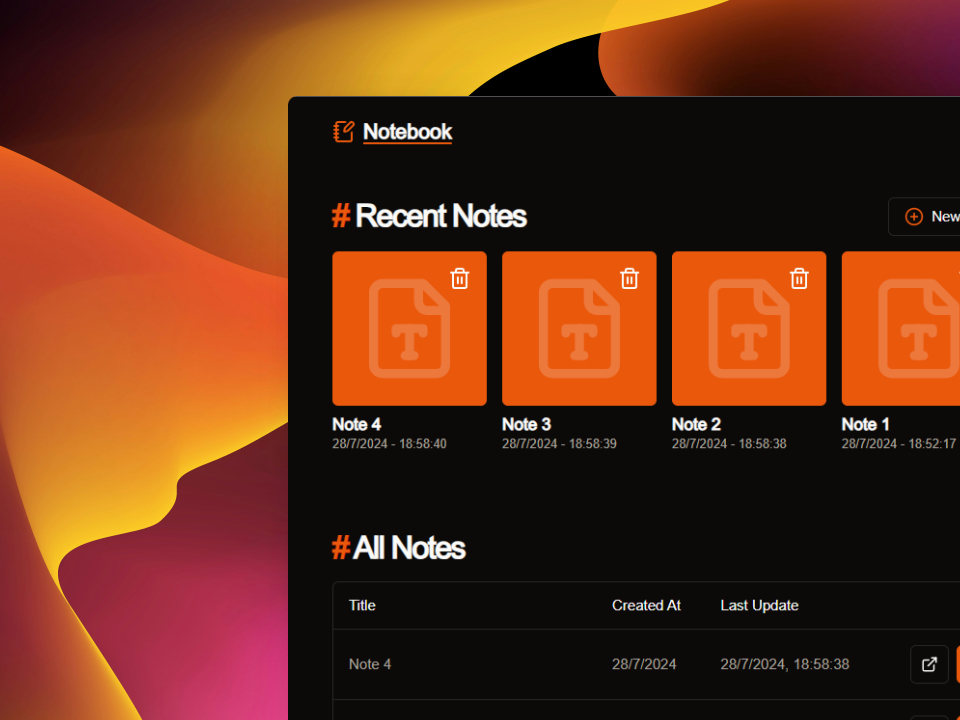 Notebook
# Recent Notes
New
Note 4 Note 3 Note 2 Note 1
28/7/2024 - 18:58:40 28/7/2024 - 18:58:39 28/7/2024 - 18:58:38 28/7/2024 - 18:52:17
# All Notes
Title Created At Last Update
Note 4 28/7/2024 28/7/2024, 18:58:38